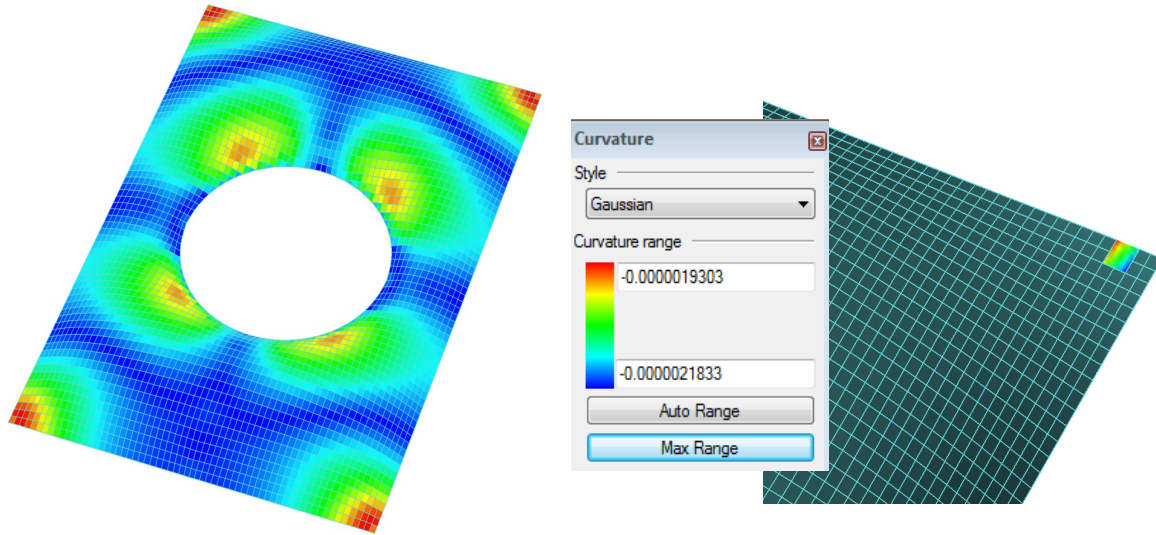 Curvature
Style
Gaussian
Curvature range
-0.0000019303
-0.0000021833
Auto Range
Max Range